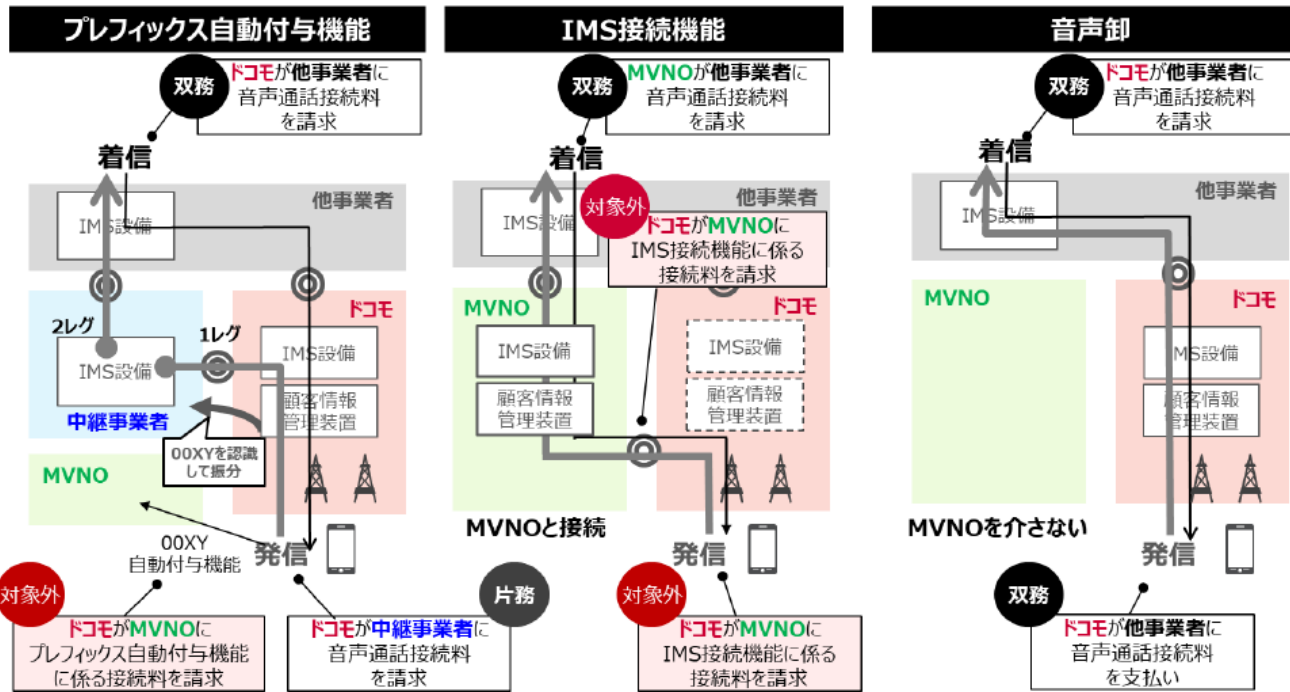 プレフィックス自動付与機能
双務
ドコモが他事業者に
音声通話接続料
を請求
着信
他事業者
IMS設備
ドコモ
2レグ
1レグ
IMS設備
IMS設備
顧客情報
管理装置
中継事業者
00XYを認識
して振分
MVNO
00XY
自動付与機能
発信
対象外
ドコモがMVNOに
プレフィックス自動付与機能
に係る接続料を請求
片務
ドコモが中継事業者に
音声通話接続料
を請求
IMS接続機能
双務
MVNOが他事業者に
音声通話接続料
を請求
着信
他事業者
IMS設備
対象外
ドコモがMVNOに
IMS接続機能に係る
接続料を請求
MVNO
ドコモ
IMS設備
顧客情報
管理装置
IMS設備
顧客情報
管理装置
MVNOと接続
発信
対象外
ドコモがMVNOに
IMS接続機能に係る
接続料を請求
音声卸
双務
ドコモが他事業者に
音声通話接続料
を請求
着信
他事業者
IMS設備
MVNO
ドコモ
MS設備
顧客情報
管理装置
MVNOを介さない
発信
双務
ドコモが他事業者に
音声通話接続料
を支払い